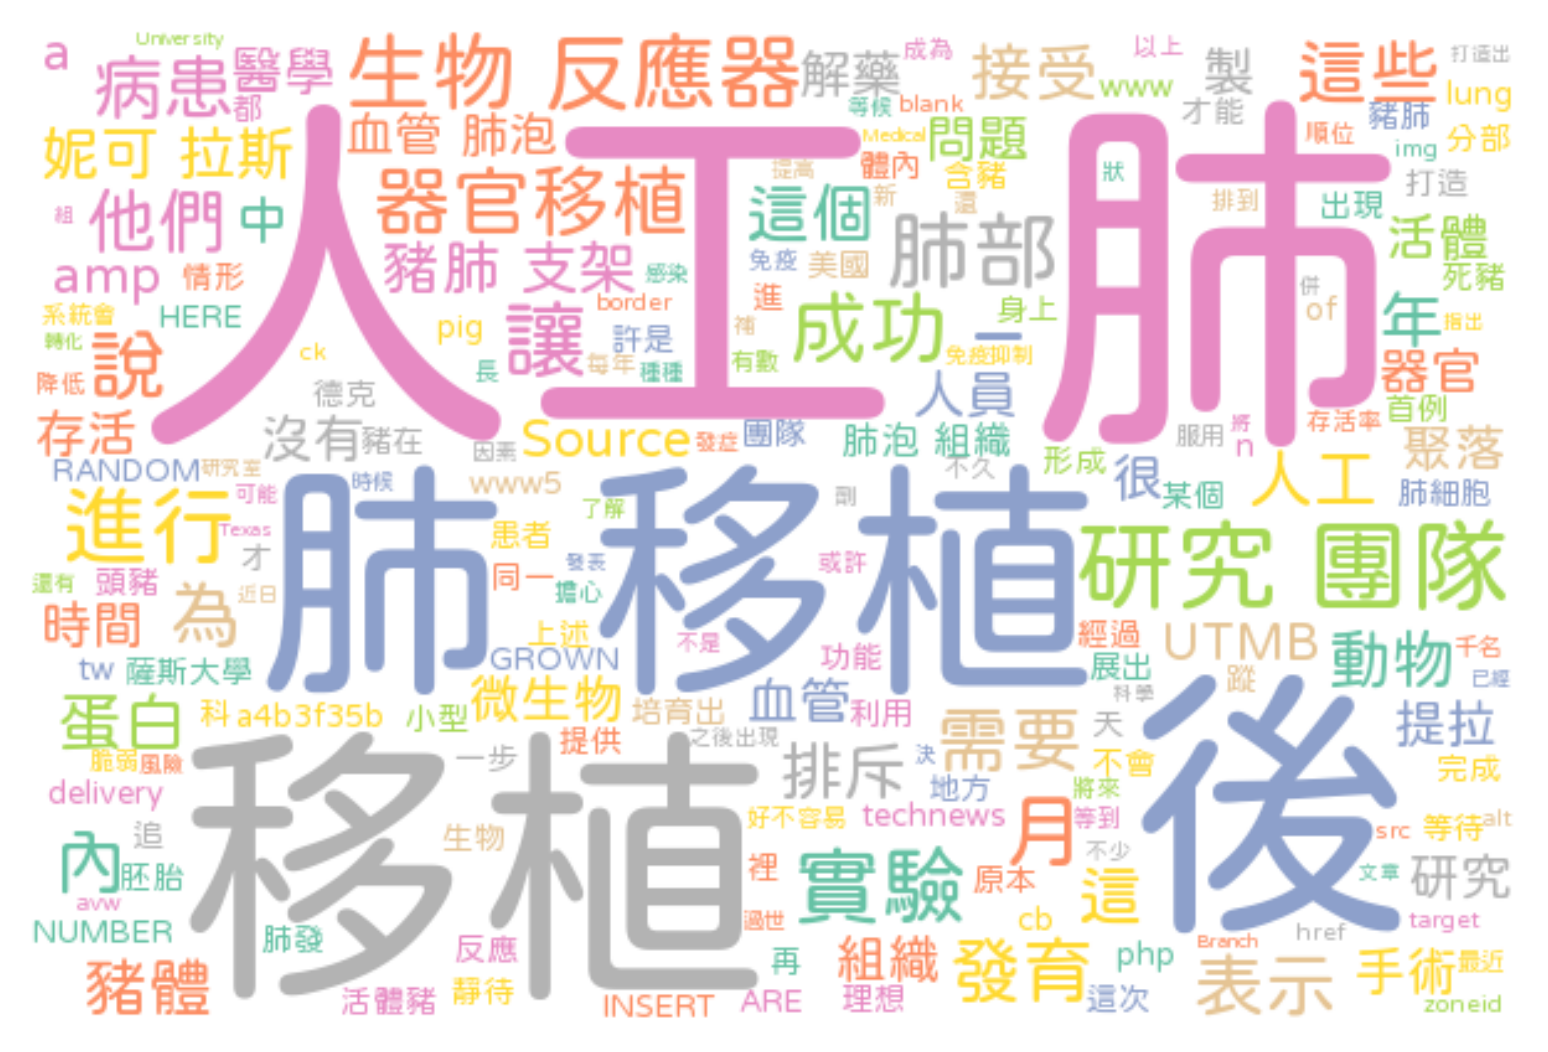 University
a
病患
醫學
都
生物 反應器
解藥
成為
接受
以上
www
製
這些
打造出
lung
妮可 拉斯
血管 肺泡
等候
blank
Medical
問題
才能
豬肺
順位
分部
人工肺
提高
體內
含豬
狀
img
打造
組
他們
中
器官移植
這個
新
還
排到
出現
活體
豬肺 支架
感染
免疫
美國
肺部
amp
情形
死豬
border
進
身上
併
of
年
指出
系統會
HERE
pig
讓
許是
補
成功
一
轉化
說
ck
每年
種種
有數
免疫抑制
器官
降低
德克
長
人員
首例
存活
沒有
豬在
因素
Source
發症
團隊
肺泡 組織
服用
將
n
存活率
聚落
RANDOM
研究室
時候
www5
不久
形成
很
某個
人工
肺細胞
進行
可能
肺移植
了解
劑
Texas
才
患者
發表
或許
研究 團隊
還有
頭豬
為
近日
同一
擔心
時間
上述
不是
功能
經過
UTMB
動物
千名
tw
薩斯大學
GROWN
展出
科學
蹤
已經
蛋白
科
a4b3f35b
小型
微生物
培育出
血管
利用
需要
天
後
提拉
脆弱
風險
移植
一步
提供
之後出現
排斥
決
不會
完成
delivery
地方
將來
內
追
生物
好不容易
technews
月
等到
src
等待
alt
胚胎
裡
實驗
原本
不少
這
文章
研究
avw
NUMBER
肺發
反應
過世
cb
Branch
href
target
豬體
活體豬
靜待
再
組織
發育
php
表示
手術
最近
INSERT
ARE
理想
這次
zoneid